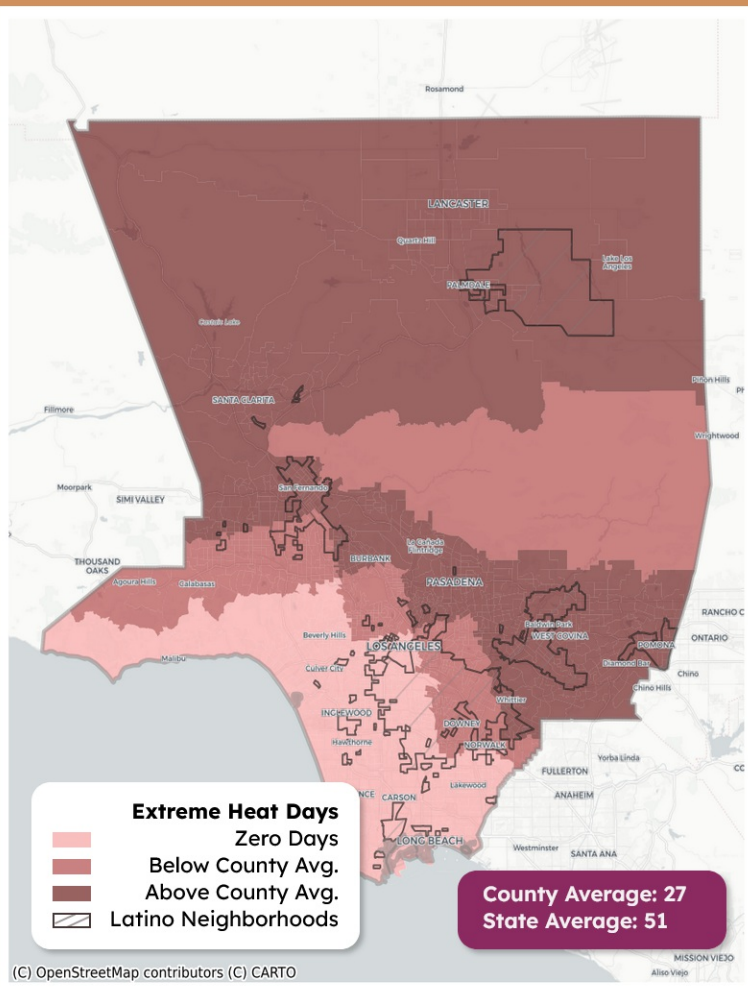 Rosamond
LANCASTER
Quartz Hill
Lake Los
Angeles
PALMDALE
Castaic Lake
Piñon Hills
SANTA CLARITA
Fillmore
Wrightwood
San Fernando
Moorpark
SIMI VALLEY
La Cañada
Flintridge
BURBANK
THOUSAND
OAKS
Agoura Hills
Calabasas
PASADENA
RANCHO C
Baldwin Park
WEST COVINA
Beverly Hills
LOS ANGELES
POMONA
ONTARIO
Malibu
Culver City
Diamond Bar
Chino
Chino Hills
Whittier
INGLEWOOD
DOWNEY
Hawthorne
NORWALK
Yorba Linda
FULLERTON
Lakewood
NCE
CARSON
ANAHEIM
LONG BEACH
Westminster
SANTA ANA
Extreme Heat Days
Zero Days
Below County Avg.
Above County Avg.
Latino Neighborhoods
County Average: 27
State Average: 51
MISSION VIEJO
Aliso Viejo
(C) OpenStreetMap contributors (C) CARTO